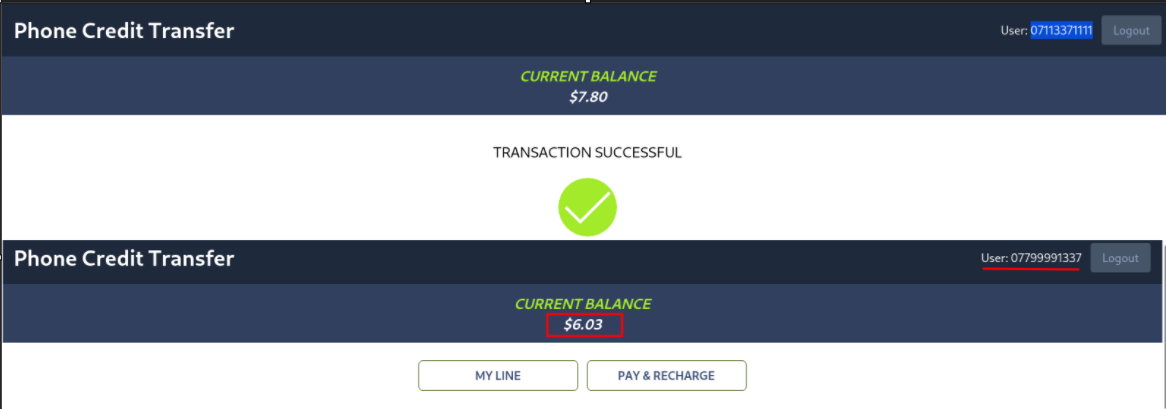 Phone Credit Transfer
User: 07113371111
Logout
CURRENT BALANCE
$7.80
TRANSACTION SUCCESSFUL
Phone Credit Transfer
User: 07799991337
Logout
CURRENT BALANCE
$6.03
MY LINE
PAY & RECHARGE